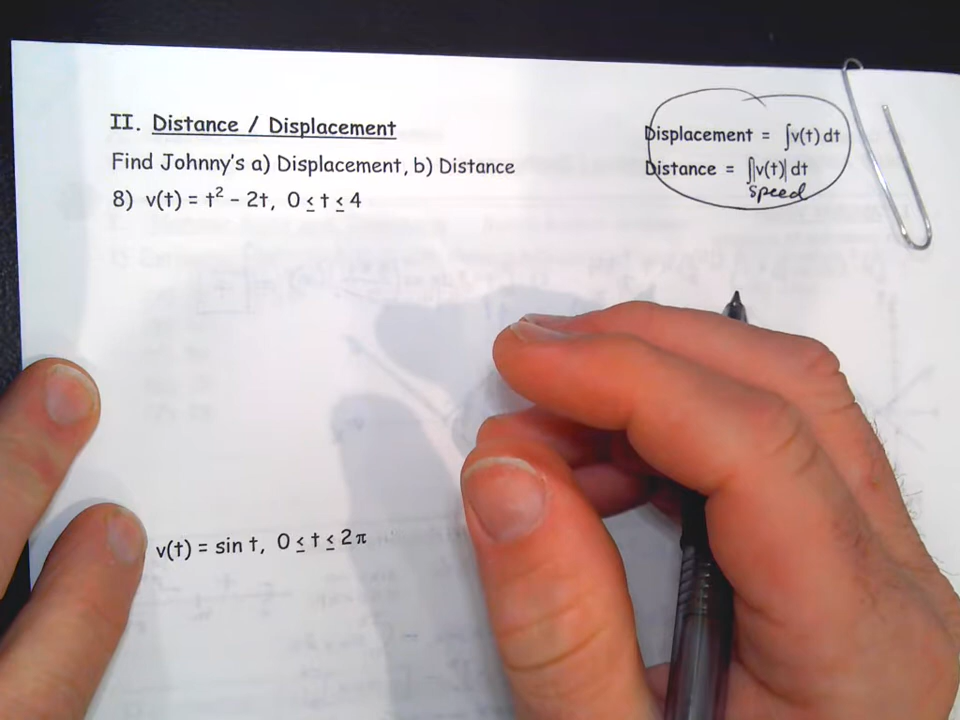 II. Distance / Displacement
Displacement = ∫v(t) dt
Find Johnny's a) Displacement, b) Distance
Distance = ∫|v(t)| dt
speed
8) v(t) = t² – 2t, 0 ≤ t ≤ 4
v(t) = sin t, 0 ≤ t ≤ 2π